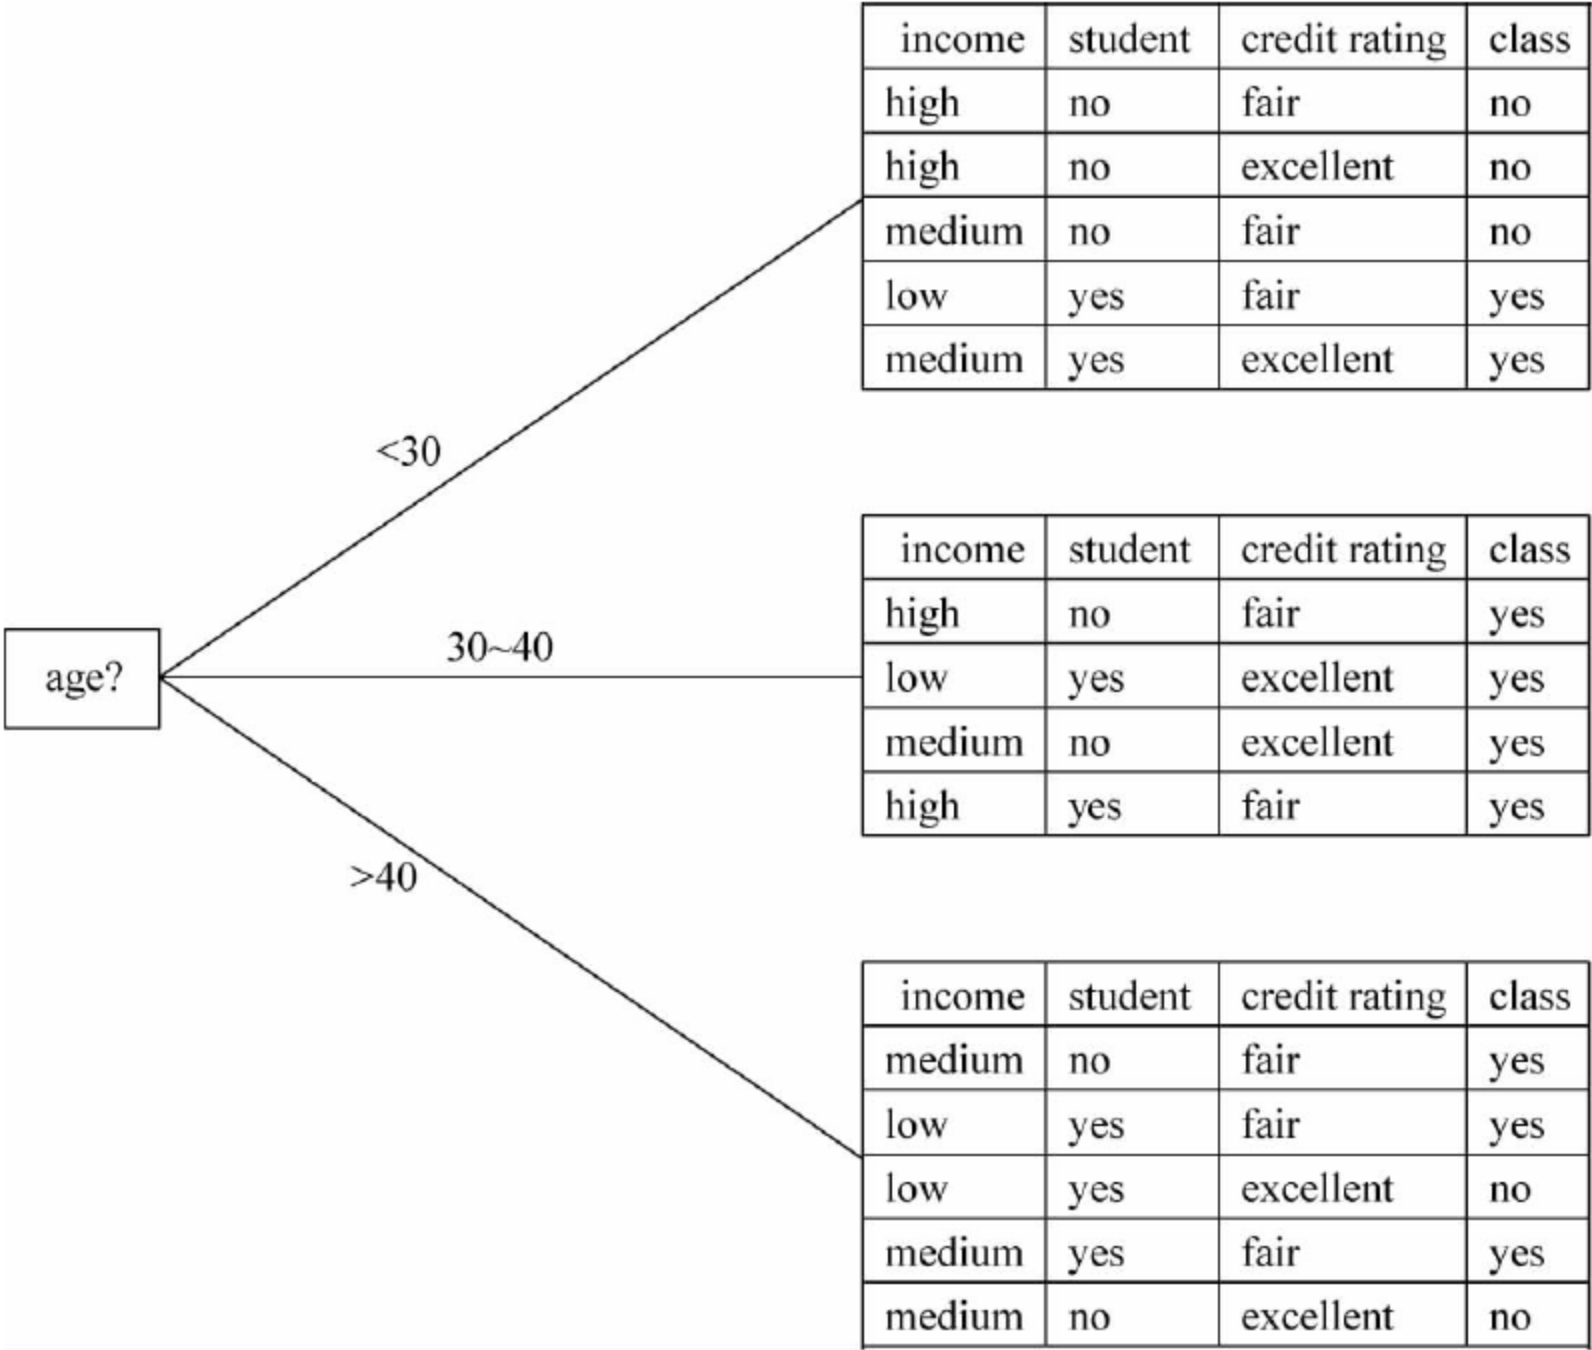 income student credit rating class
high no fair no
high no excellent no
medium no fair no
low yes fair yes
medium yes excellent yes
<30
income student credit rating class
high no fair yes
30~40
low yes excellent yes
age?
medium no excellent yes
high yes fair yes
>40
income student credit rating class
medium no fair yes
low yes fair yes
low yes excellent no
medium yes fair yes
medium no excellent no